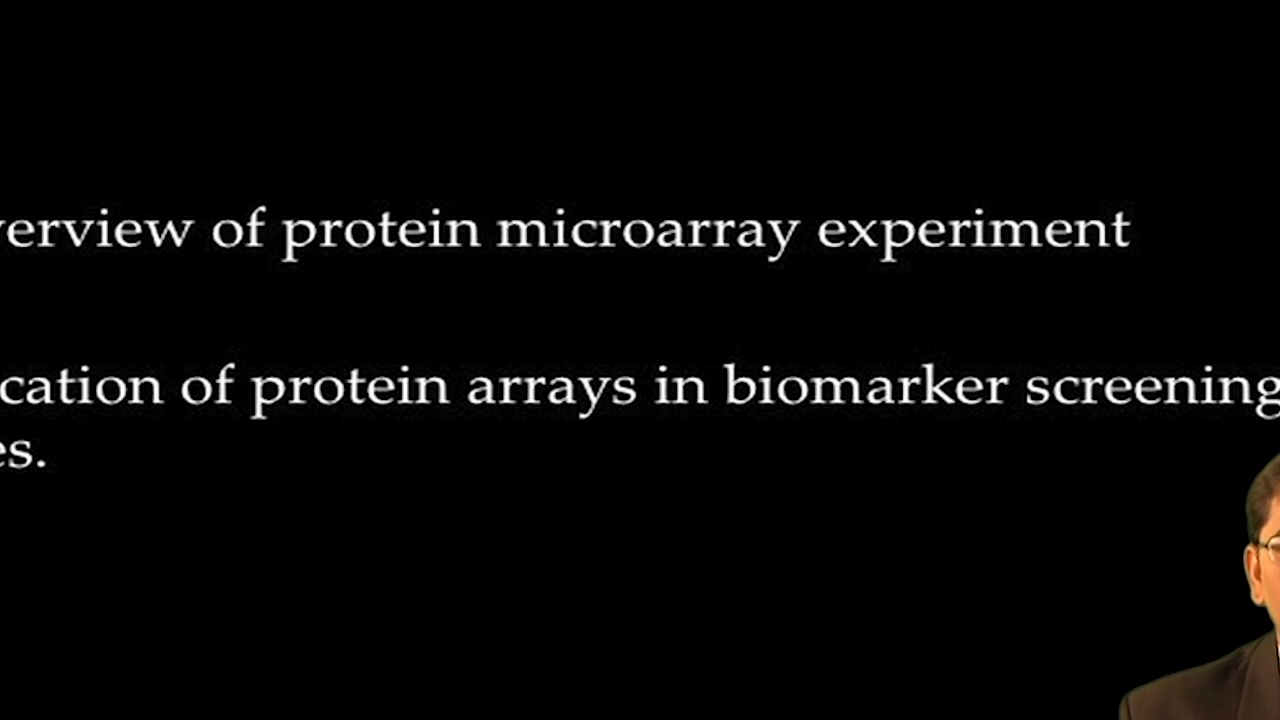 verview of protein microarray experiment
cation of protein arrays in biomarker screening
es.